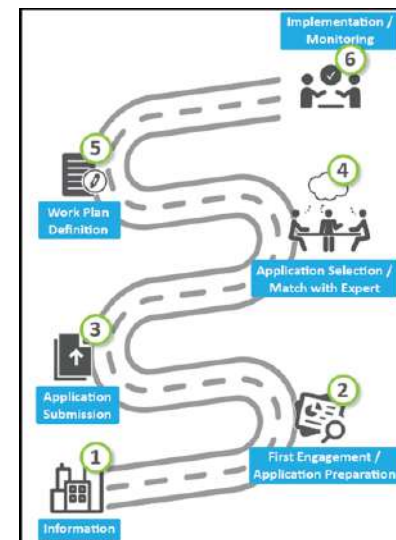 Implementation /
Monitoring
6
5
4
Work Plan
Definition
Application Selection /
Match with Expert
3
2
Application
Submission
1
First Engagement /
Application Preparation
Information